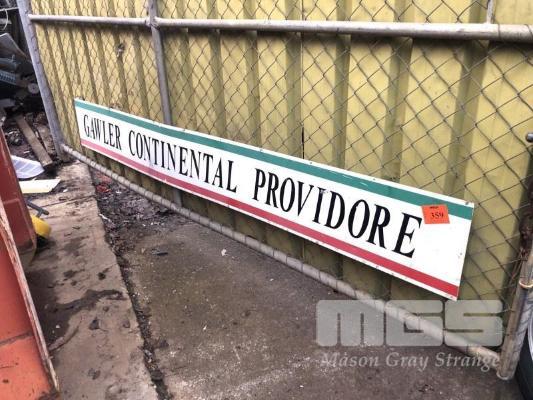 GAWLER CONTINENTAL PROVIDORE
359
MGS
Mason Gray Strange